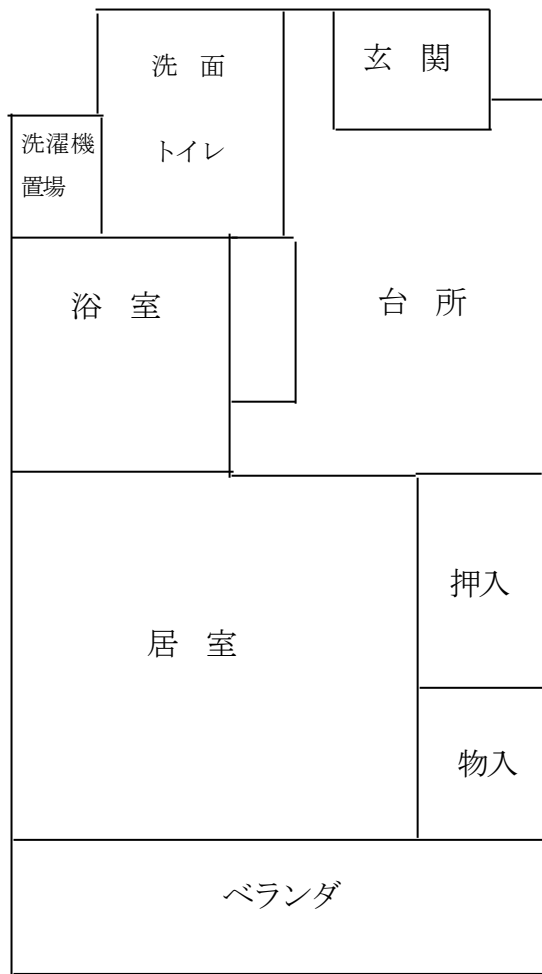 洗　面
トイレ
玄　関
洗濯機
置場
浴　室
台　所
居　室
押入
物入
ベランダ